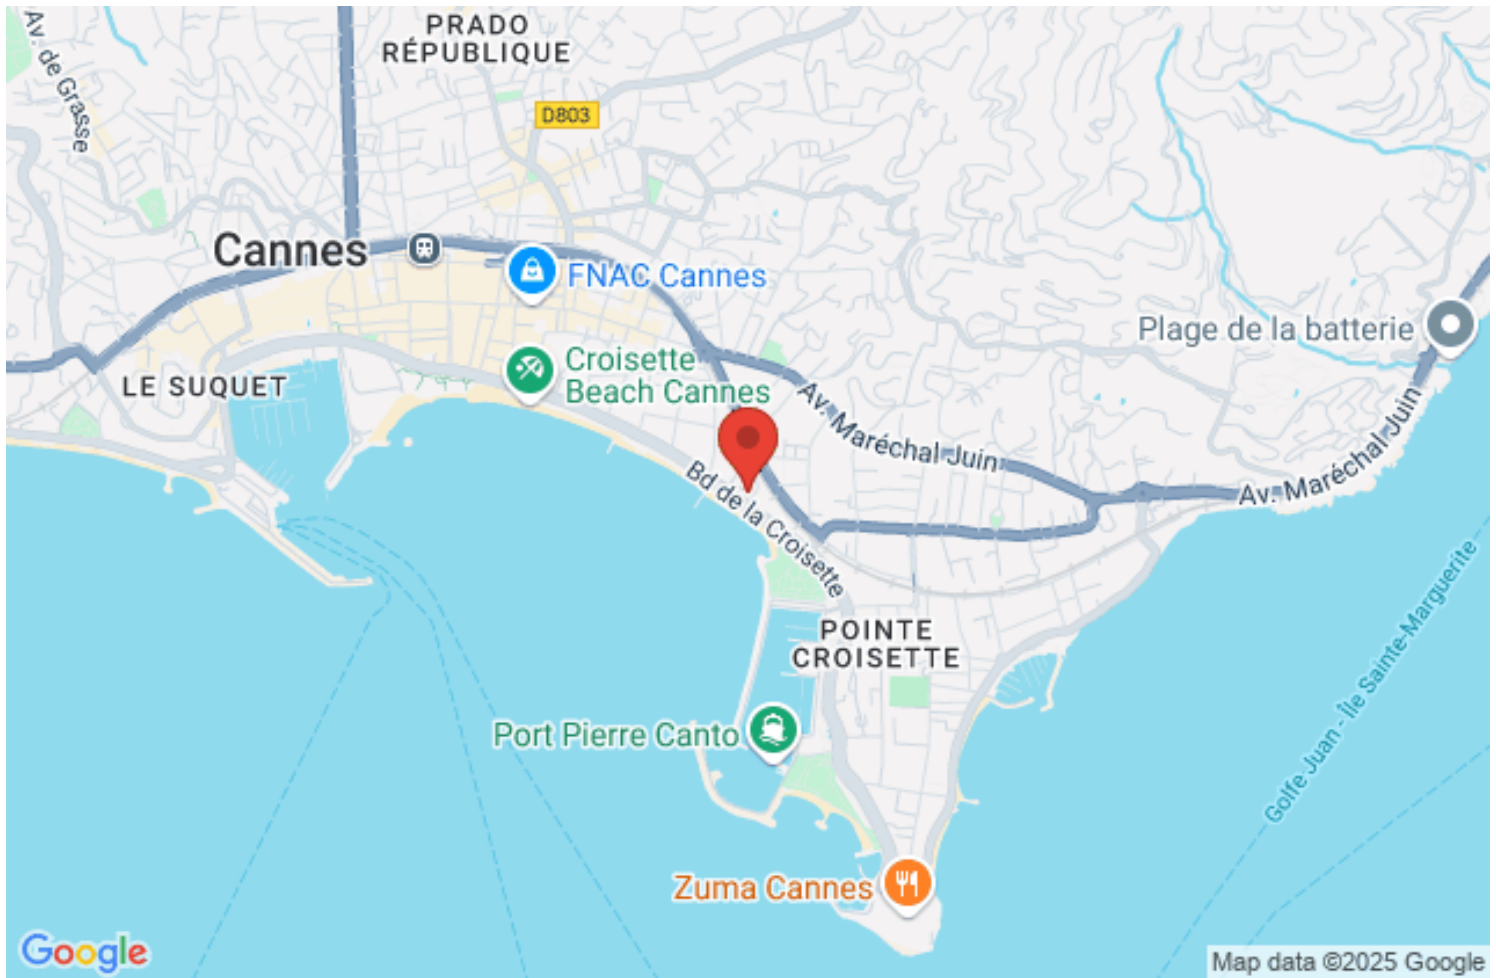 PRADO
RÉPUBLIQUE
Av. de Grasse
D803
Cannes
FNAC Cannes
Plage de la batterie
Croisette
Beach Cannes
LE SUQUET
Av. Maréchal Juin
Av. Maréchal Juin
Bd de la Croisette
POINTE
CROISETTE
Golfe Juan - Île Sainte-Marguerite
Port Pierre Canto
Zuma Cannes
Google
Map data ©2025 Google